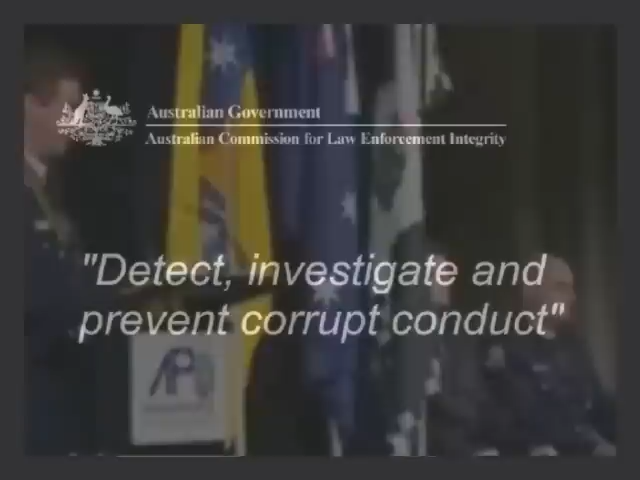 Australian Government
Australian Commission for Law Enforcement Integrity
"Detect, investigate and
prevent corrupt conduct"